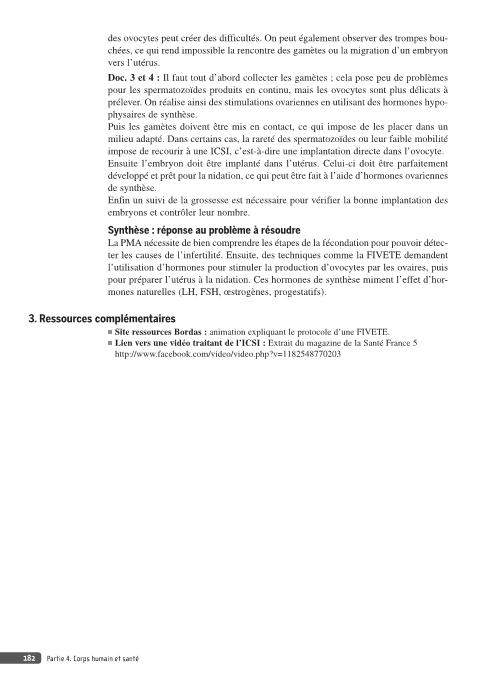 des ovocytes peut créer des difficultés. On peut également observer des trompes bou-
chées, ce qui rend impossible la rencontre des gamètes ou la migration d'un embryon
vers l'utérus.
Doc. 3 et 4 : Il faut tout d'abord collecter les gamètes ; cela pose peu de problèmes
pour les spermatozoïdes produits en continu, mais les ovocytes sont plus délicats à
prélever. On réalise ainsi des stimulations ovariennes en utilisant des hormones hypo-
physaires de synthèse.
Puis les gamètes doivent être mis en contact, ce qui impose de les placer dans un
milieu adapté. Dans certains cas, la rareté des spermatozoïdes ou leur faible mobilité
impose de recourir à une ICSI, c'est-à-dire une implantation directe dans l'ovocyte.
Ensuite l'embryon doit être implanté dans l'utérus. Celui-ci doit être parfaitement
développé et prêt pour la nidation, ce qui peut être fait à l'aide d'hormones ovariennes
de synthèse.
Enfin un suivi de la grossesse est nécessaire pour vérifier la bonne implantation des
embryons et contrôler leur nombre.
Synthèse : réponse au problème à résoudre
La PMA nécessite de bien comprendre les étapes de la fécondation pour pouvoir détec-
ter les causes de l'infertilité. Ensuite, des techniques comme la FIVETE demandent
l'utilisation d'hormones pour stimuler la production d'ovocytes par les ovaires, puis
pour préparer l'utérus à la nidation. Ces hormones de synthèse miment l'effet d'hor-
mones naturelles (LH, FSH, œstrogènes, progestatifs).
3. Ressources complémentaires
■ Site ressources Bordas : animation expliquant le protocole d'une FIVETE.
■ Lien vers une vidéo traitant de l'ICSI : Extrait du magazine de la Santé France 5
http://www.facebook.com/video/video.php?v=1182548770203
182 Partie 4. Corps humain et santé